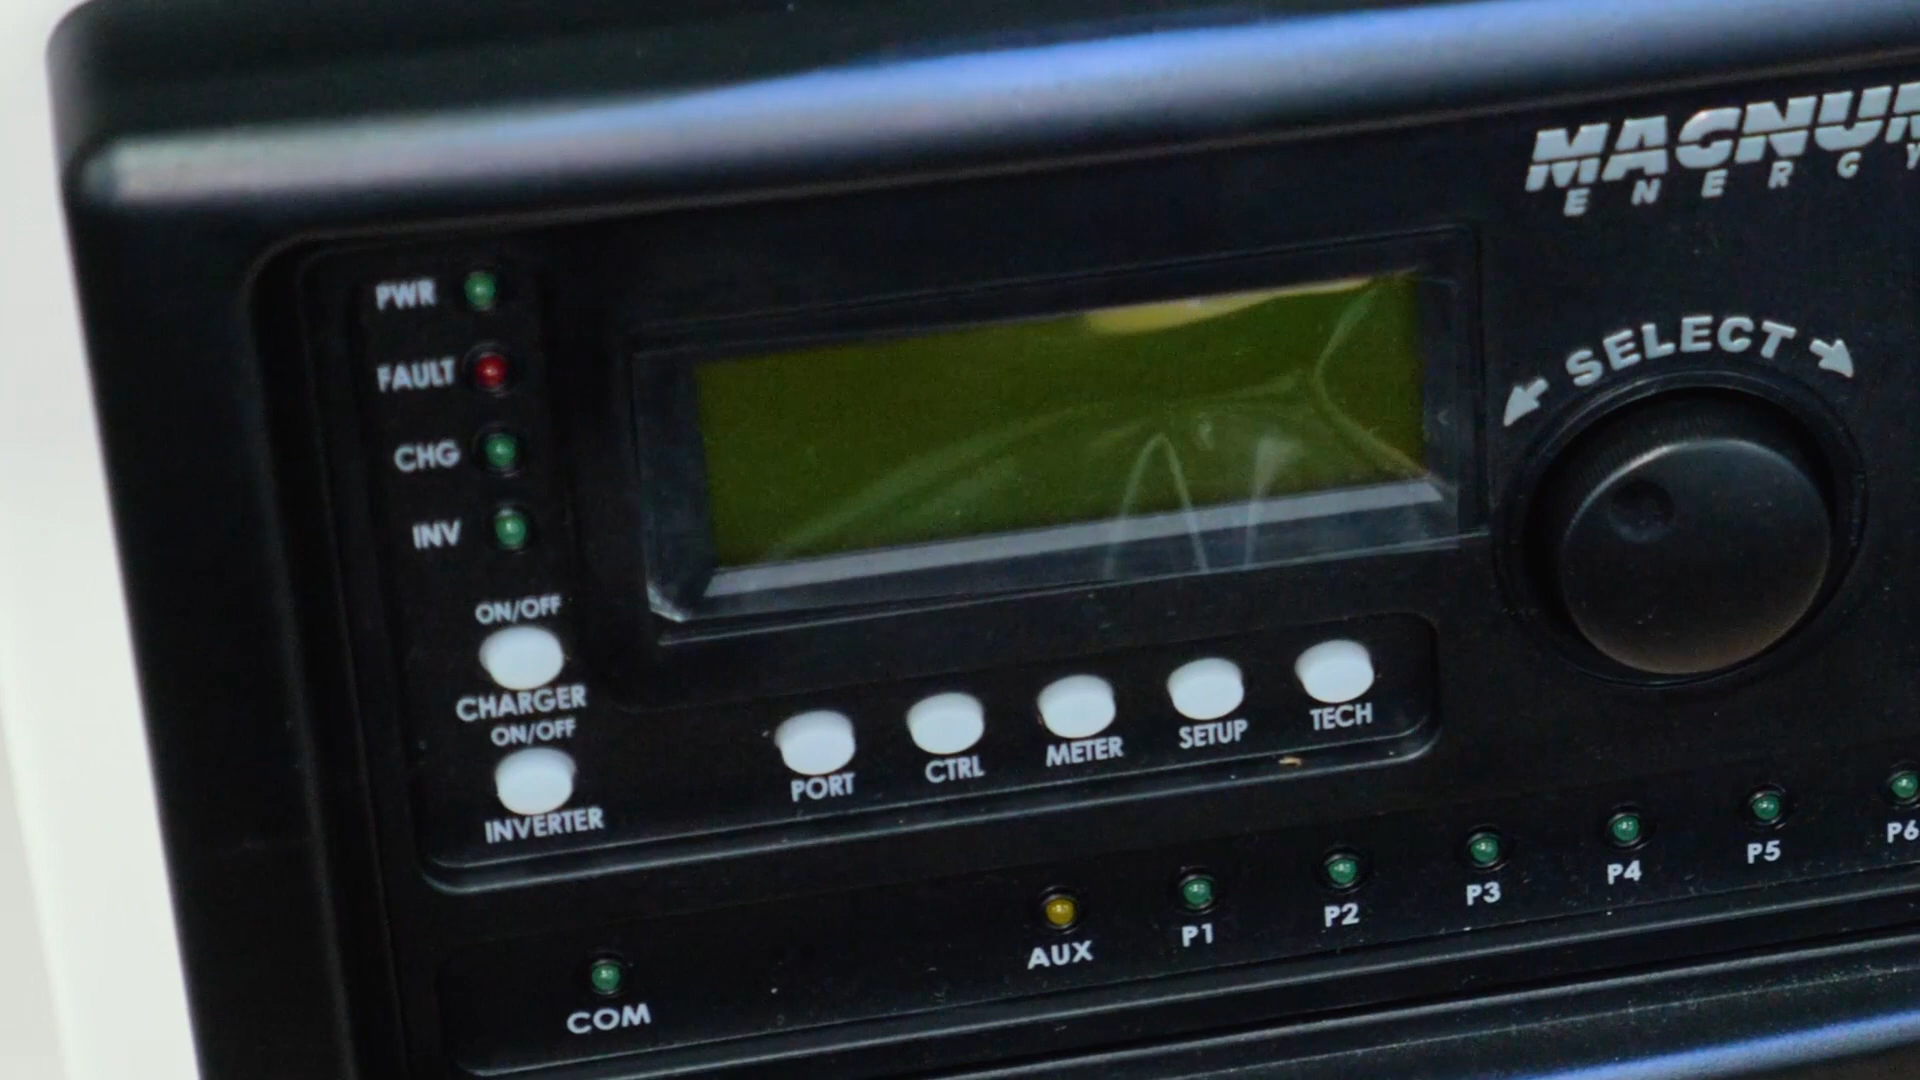 MAGNUM
ENERGY
PWR
FAULT
CHG
INV
SELECT
ON/OFF
CHARGER
ON/OFF
INVERTER
PORT
CTRL
METER
SETUP
TECH
COM
AUX
P1
P2
P3
P4
P5
P6